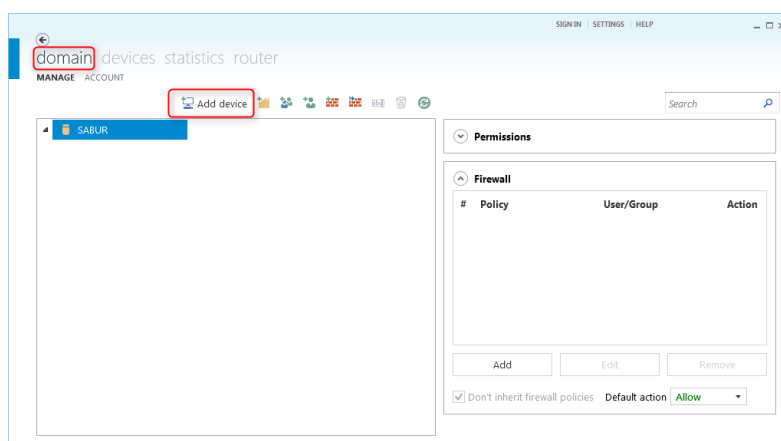 SIGN IN | SETTINGS | HELP
domain devices statistics router
MANAGE ACCOUNT
Add device
Search
SABUR
Permissions
Firewall
# Policy User/Group Action
Add Edit Remove
Don't inherit firewall policies Default action Allow